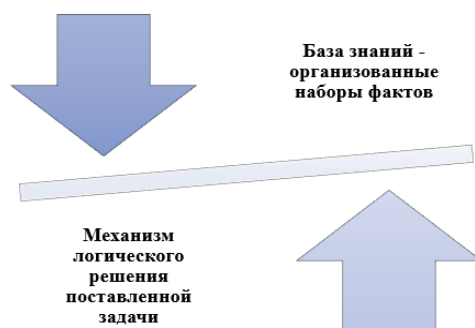 База знаний -
организованные
наборы фактов
Механизм
логического
решения
поставленной
задачи